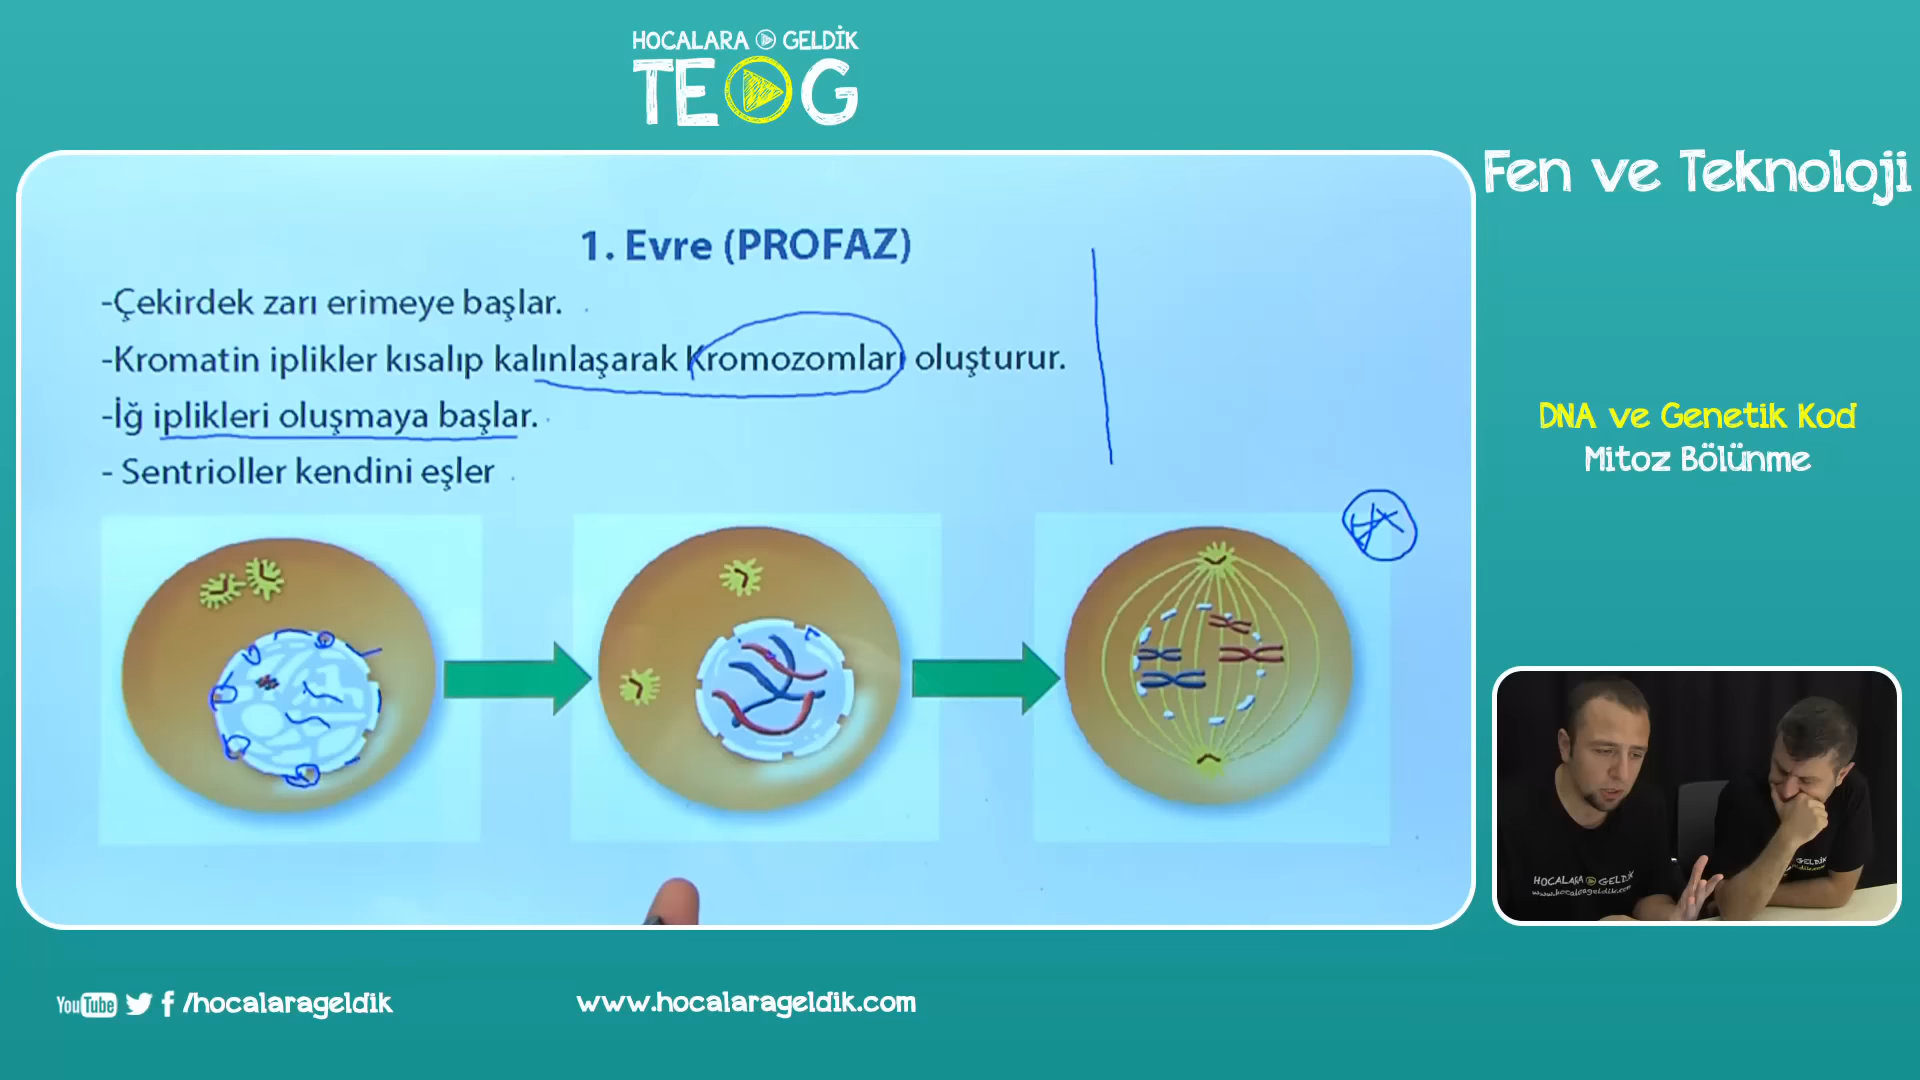 HOCALARA GELDİK
TEOG
Fen ve Teknoloji
1. Evre (PROFAZ)
-Çekirdek zarı erimeye başlar.
-Kromatin iplikler kısalıp kalınlaşarak Kromozomları oluşturur.
-İğ iplikleri oluşmaya başlar.
- Sentrioller kendini eşler
DNA ve Genetik Kod
Mitoz Bölünme
HOCALARA GELDİK
www.hocalarageldik.com
GELDİK
YouTube /hocalarageldik
www.hocalarageldik.com